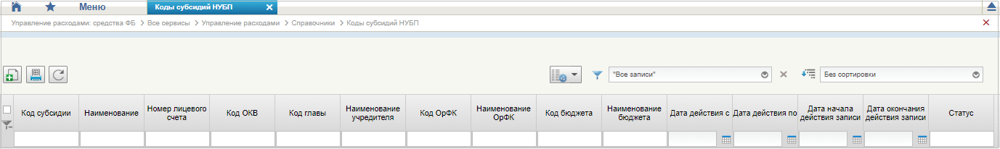 Меню
Коды субсидий НУБП
Управление расходами: средства ФБ > Все сервисы > Управление расходами > Справочники > Коды субсидий НУБП
"Все записи"
Без сортировки
Код субсидии
Наименование
Номер лицевого
счета
Код ОКВ
Код главы
Наименование
учредителя
Код ОрФК
Наименование
ОрФК
Код бюджета
Наименование
бюджета
Дата действия с
Дата действия по
Дата начала
действия записи
Дата окончания
действия записи
Статус